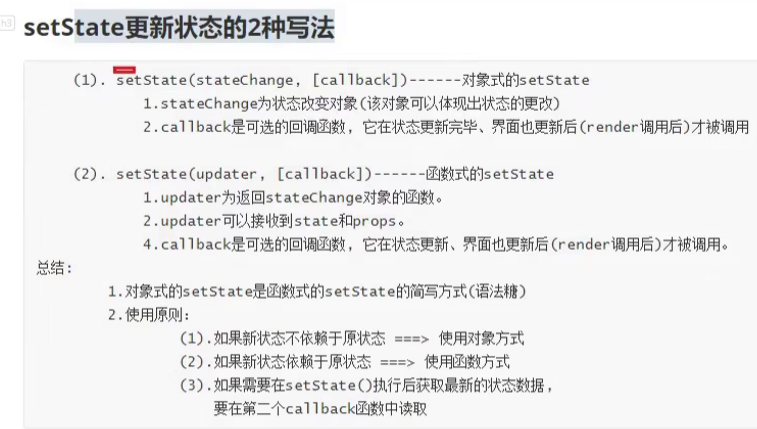 h3
setState更新状态的2种写法
(1). setState(stateChange, [callback])------对象式的setState
1.stateChange为状态改变对象(该对象可以体现出状态的更改)
2.callback是可选的回调函数, 它在状态更新完毕、界面也更新后(render调用后)才被调用
(2). setState(updater, [callback])------函数式的setState
1.updater为返回stateChange对象的函数。
2.updater可以接收到state和props。
4.callback是可选的回调函数, 它在状态更新、界面也更新后(render调用后)才被调用。
总结:
1.对象式的setState是函数式的setState的简写方式(语法糖)
2.使用原则:
(1).如果新状态不依赖于原状态 ===> 使用对象方式
(2).如果新状态依赖于原状态 ===> 使用函数方式
(3).如果需要在setState()执行后获取最新的状态数据,
要在第二个callback函数中读取